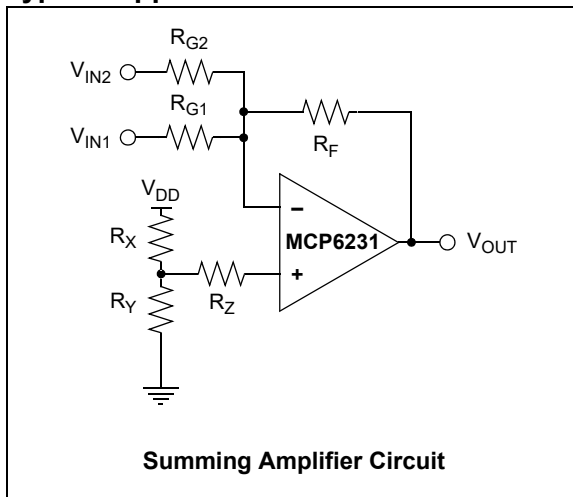 R_G2
V_IN2
R_G1
V_IN1
R_F
V_DD
R_X
–
MCP6231
V_OUT
+
R_Y
R_Z
Summing Amplifier Circuit